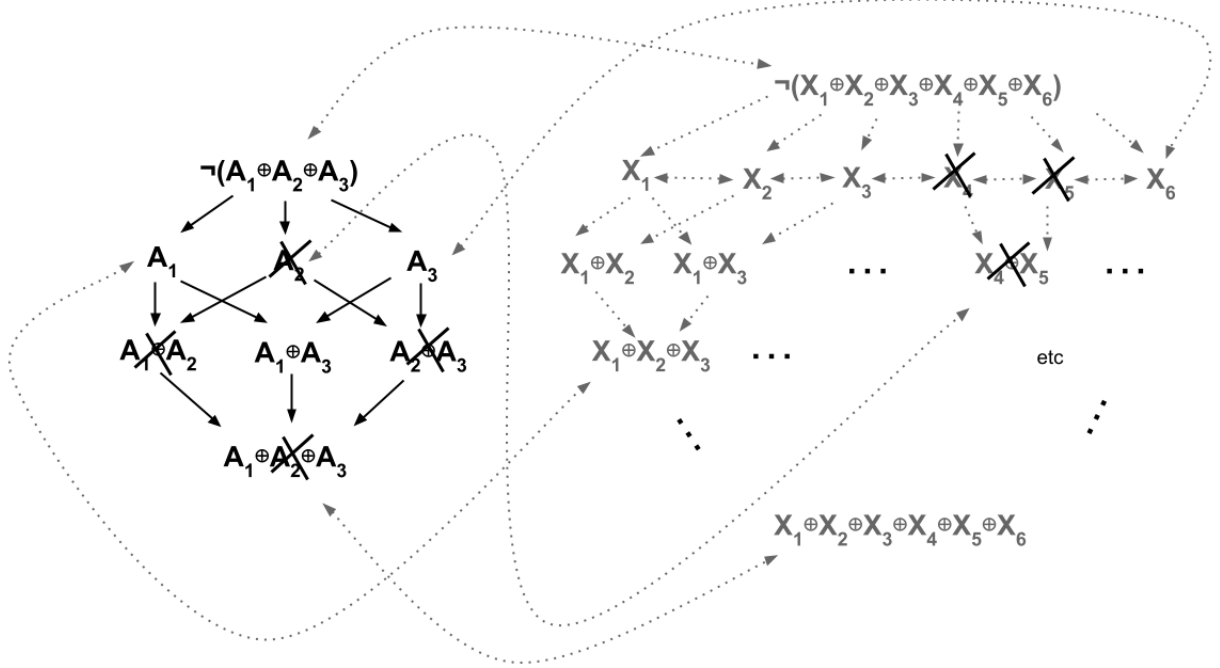 ¬(X₁⊕X₂⊕X₃⊕X₄⊕X₅⊕X₆)
¬(A₁⊕A₂⊕A₃)
X₁ X₂ X₃ X₄ X₅ X₆
A₁ A₂ A₃
X₁⊕X₂ X₁⊕X₃ ... X₄⊕X₅ ...
A₁⊕A₂ A₁⊕A₃ A₂⊕A₃
X₁⊕X₂⊕X₃ ... etc
A₁⊕A₂⊕A₃
X₁⊕X₂⊕X₃⊕X₄⊕X₅⊕X₆